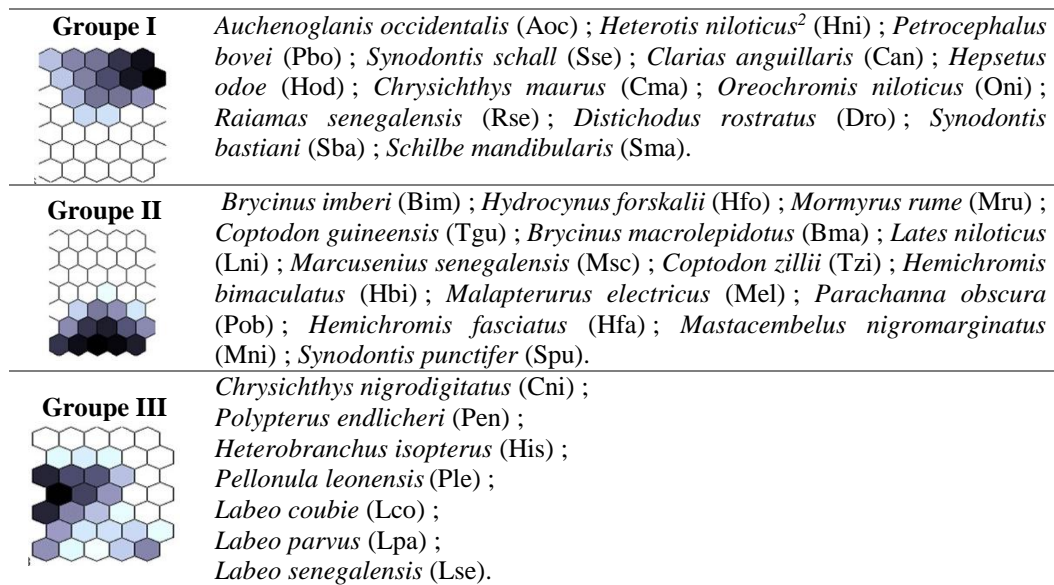 Groupe I
Auchenoglanis occidentalis (Aoc) ; Heterotis niloticus² (Hni) ; Petrocephalus
bovei (Pbo) ; Synodontis schall (Sse) ; Clarias anguillaris (Can) ; Hepsetus
odoe (Hod) ; Chrysichthys maurus (Cma) ; Oreochromis niloticus (Oni) ;
Raiamas senegalensis (Rse) ; Distichodus rostratus (Dro) ; Synodontis
bastiani (Sba) ; Schilbe mandibularis (Sma).
Groupe II
Brycinus imberi (Bim) ; Hydrocynus forskalii (Hfo) ; Mormyrus rume (Mru) ;
Coptodon guineensis (Tgu) ; Brycinus macrolepidotus (Bma) ; Lates niloticus
(Lni) ; Marcusenius senegalensis (Msc) ; Coptodon zillii (Tzi) ; Hemichromis
bimaculatus (Hbi) ; Malapterurus electricus (Mel) ; Parachanna obscura
(Pob) ; Hemichromis fasciatus (Hfa) ; Mastacembelus nigromarginatus
(Mni) ; Synodontis punctifer (Spu).
Groupe III
Chrysichthys nigrodigitatus (Cni) ;
Polypterus endlicheri (Pen) ;
Heterobranchus isopterus (His) ;
Pellonula leonensis (Ple) ;
Labeo coubie (Lco) ;
Labeo parvus (Lpa) ;
Labeo senegalensis (Lse).